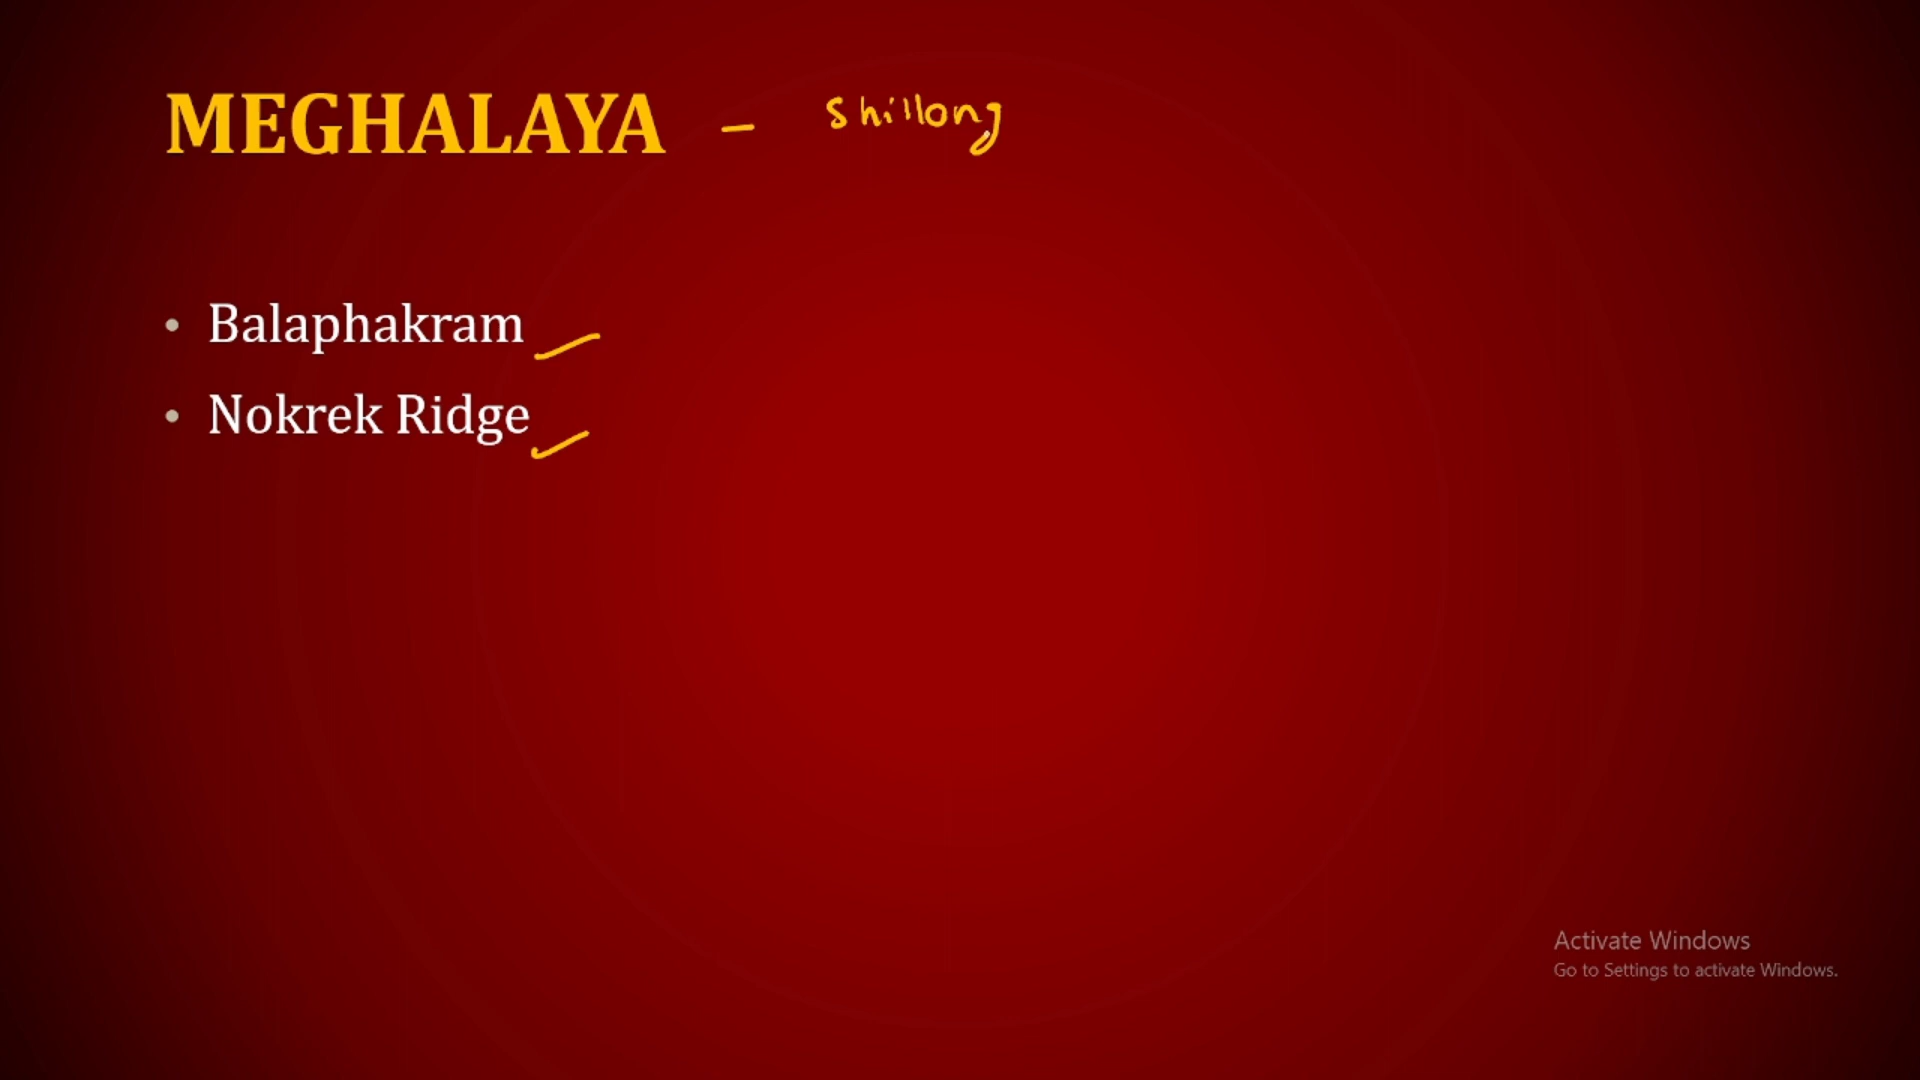 MEGHALAYA - Shillong
• Balaphakram
• Nokrek Ridge
Activate Windows
Go to Settings to activate Windows.